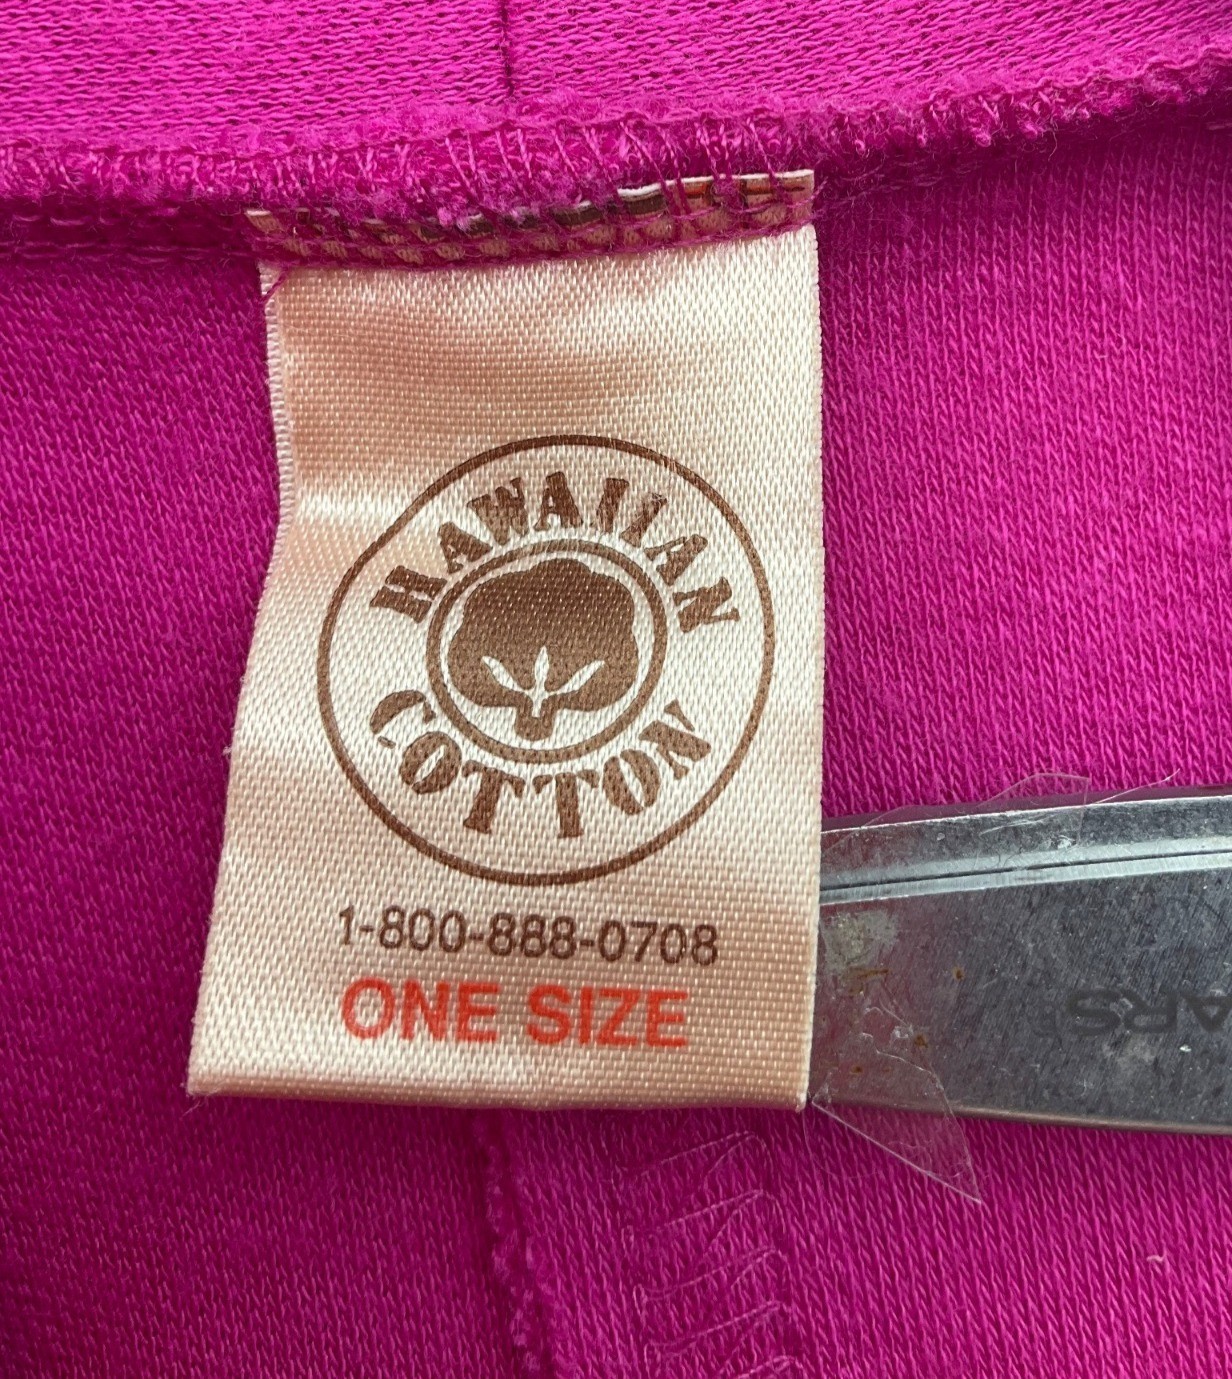 HAWAIIAN
COTTON
1-800-888-0708
ONE SIZE